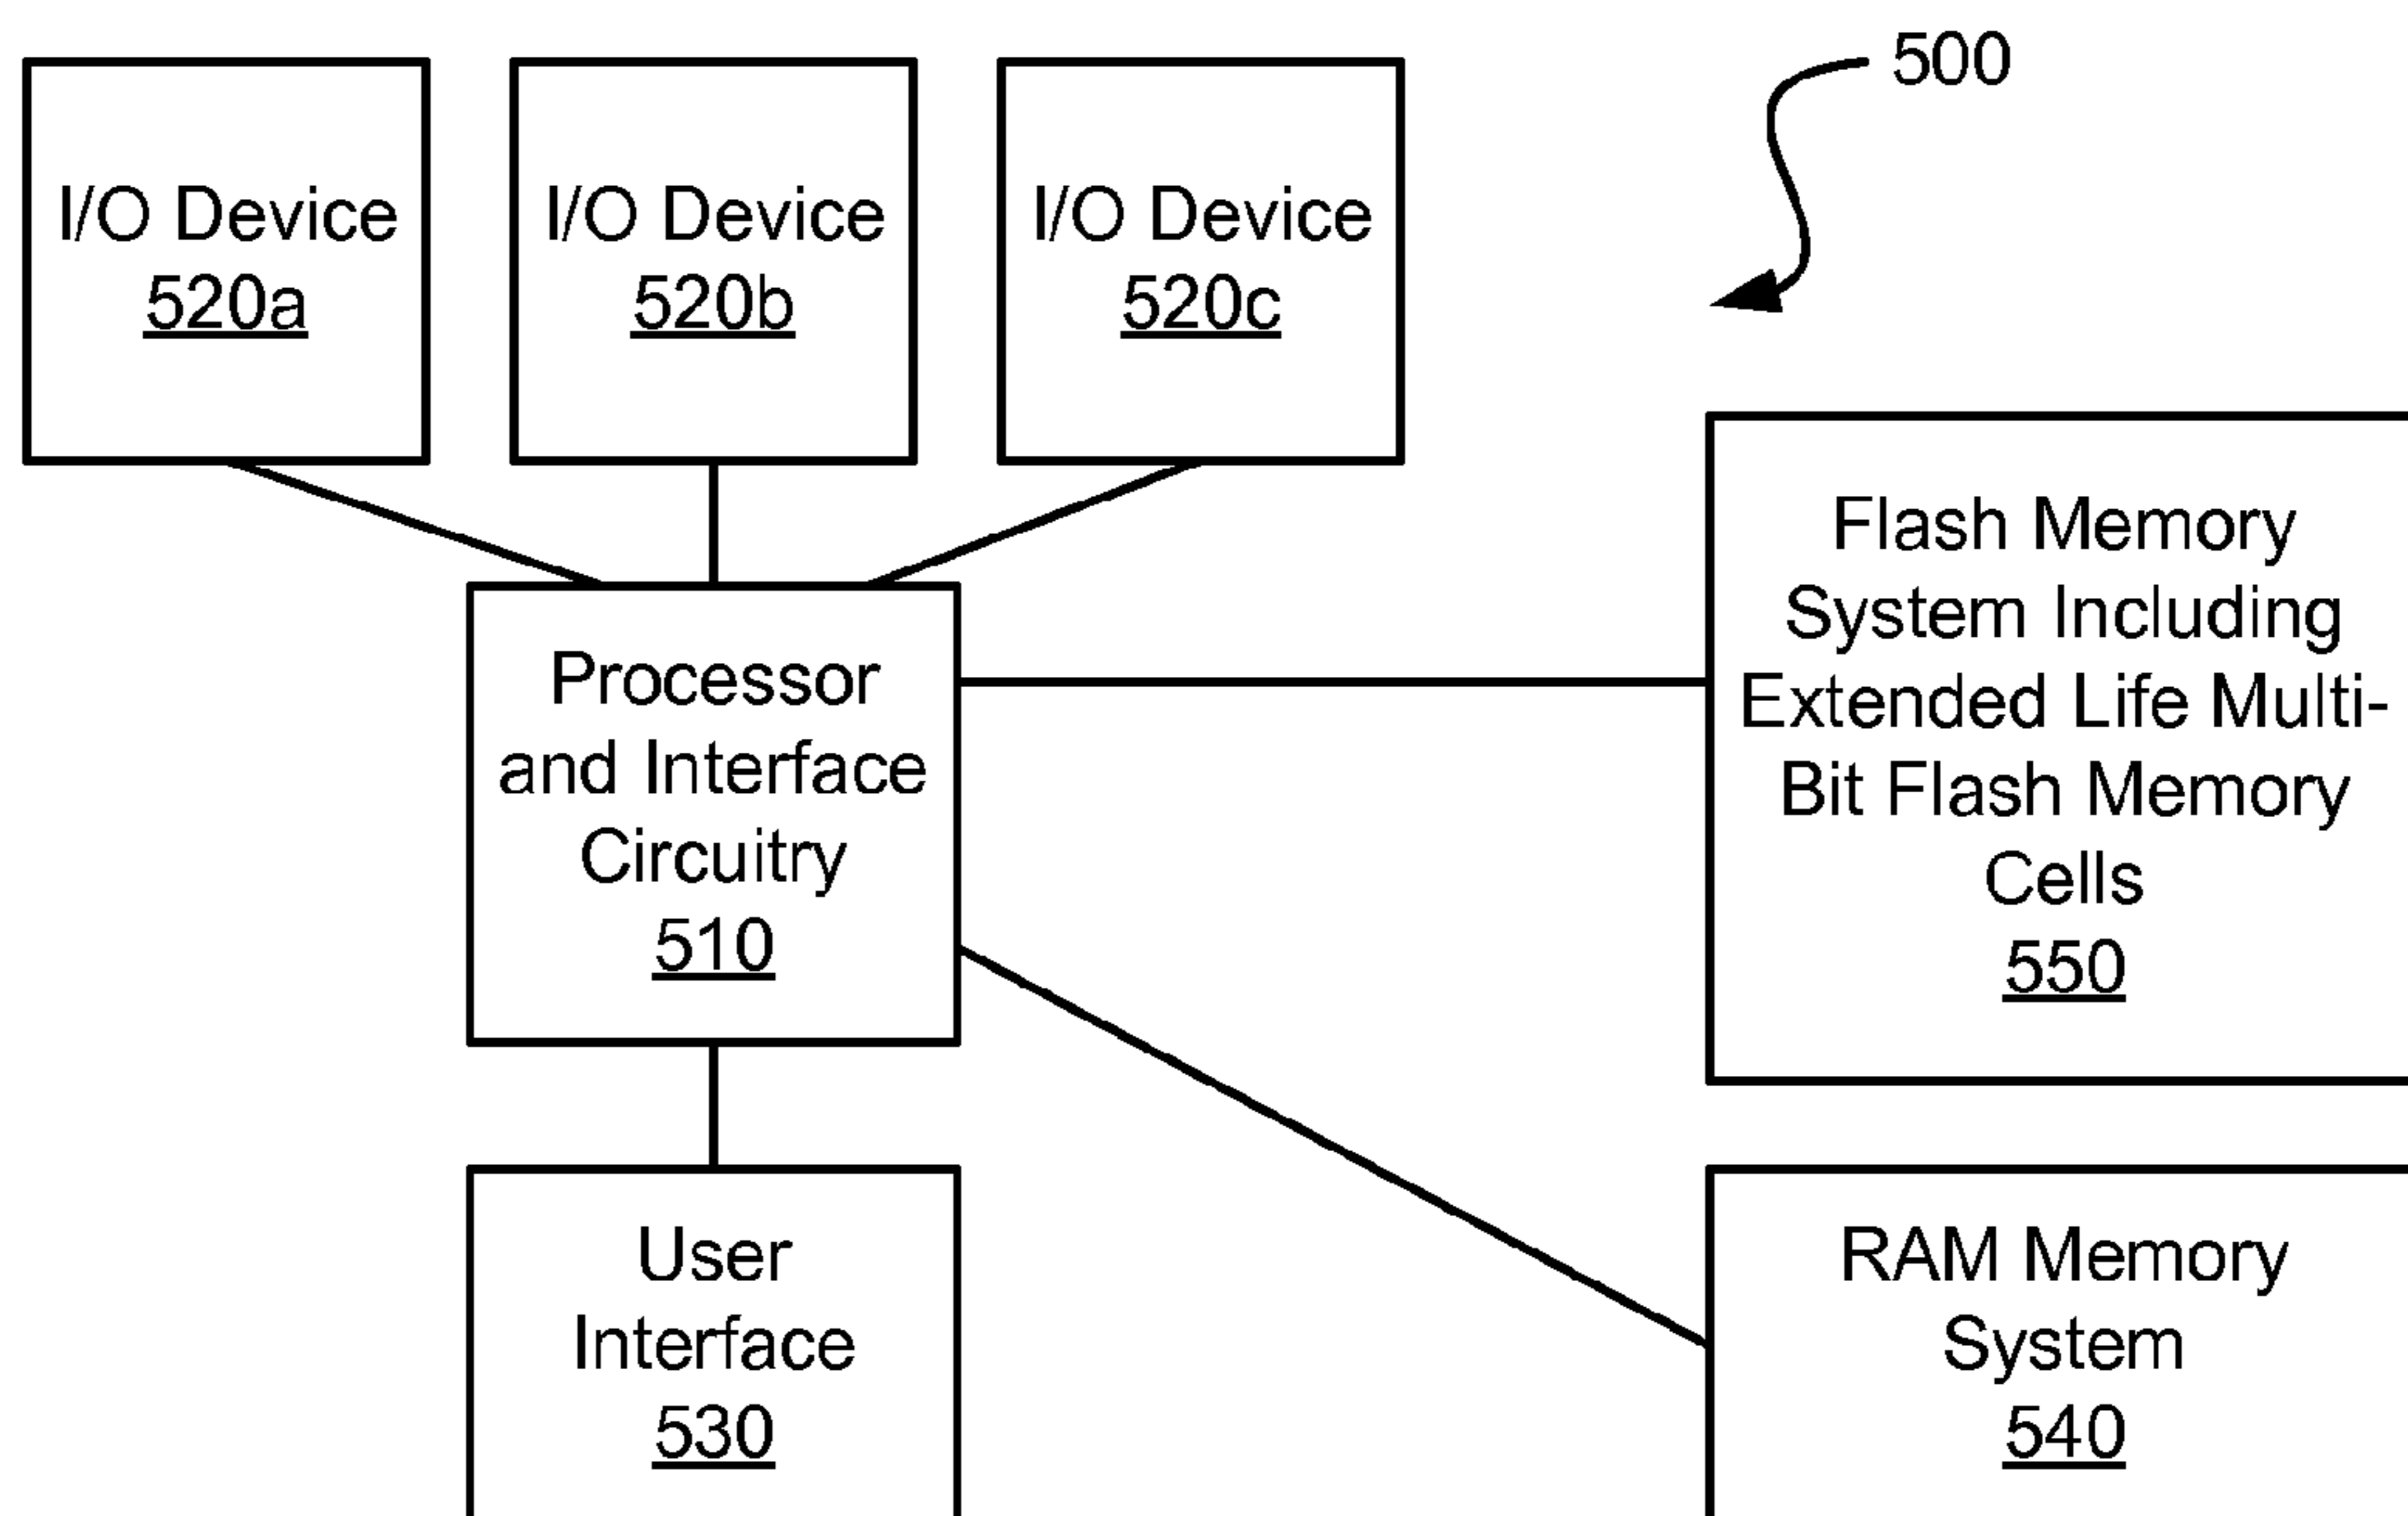 500
I/O Device
520a
I/O Device
520b
I/O Device
520c
Flash Memory
System Including
Extended Life Multi-
Bit Flash Memory
Cells
550
Processor
and Interface
Circuitry
510
User
Interface
530
RAM Memory
System
540